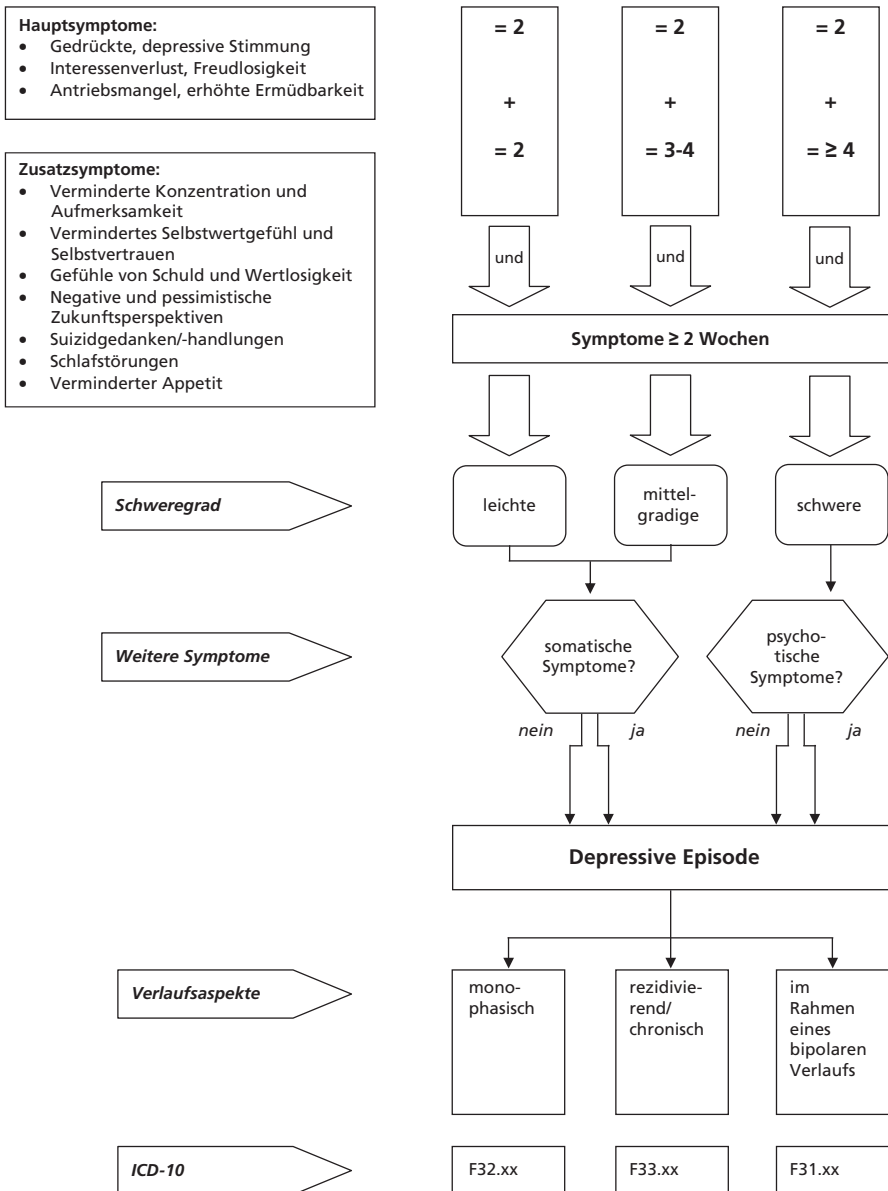 Hauptsymptome:
• Gedrückte, depressive Stimmung
• Interessenverlust, Freudlosigkeit
• Antriebsmangel, erhöhte Ermüdbarkeit
= 2
= 2
= 2
+
+
+
= 2
= 3-4
= ≥ 4
Zusatzsymptome:
• Verminderte Konzentration und
Aufmerksamkeit
• Vermindertes Selbstwertgefühl und
Selbstvertrauen
• Gefühle von Schuld und Wertlosigkeit
• Negative und pessimistische
Zukunftsperspektiven
• Suizidgedanken/-handlungen
• Schlafstörungen
• Verminderter Appetit
und
und
und
Symptome ≥ 2 Wochen
Schweregrad
leichte
mittel-
gradige
schwere
Weitere Symptome
somatische
Symptome?
psycho-
tische
Symptome?
nein
ja
nein
ja
Depressive Episode
Verlaufsaspekte
mono-
phasisch
rezidivie-
rend/
chronisch
im
Rahmen
eines
bipolaren
Verlaufs
ICD-10
F32.xx
F33.xx
F31.xx